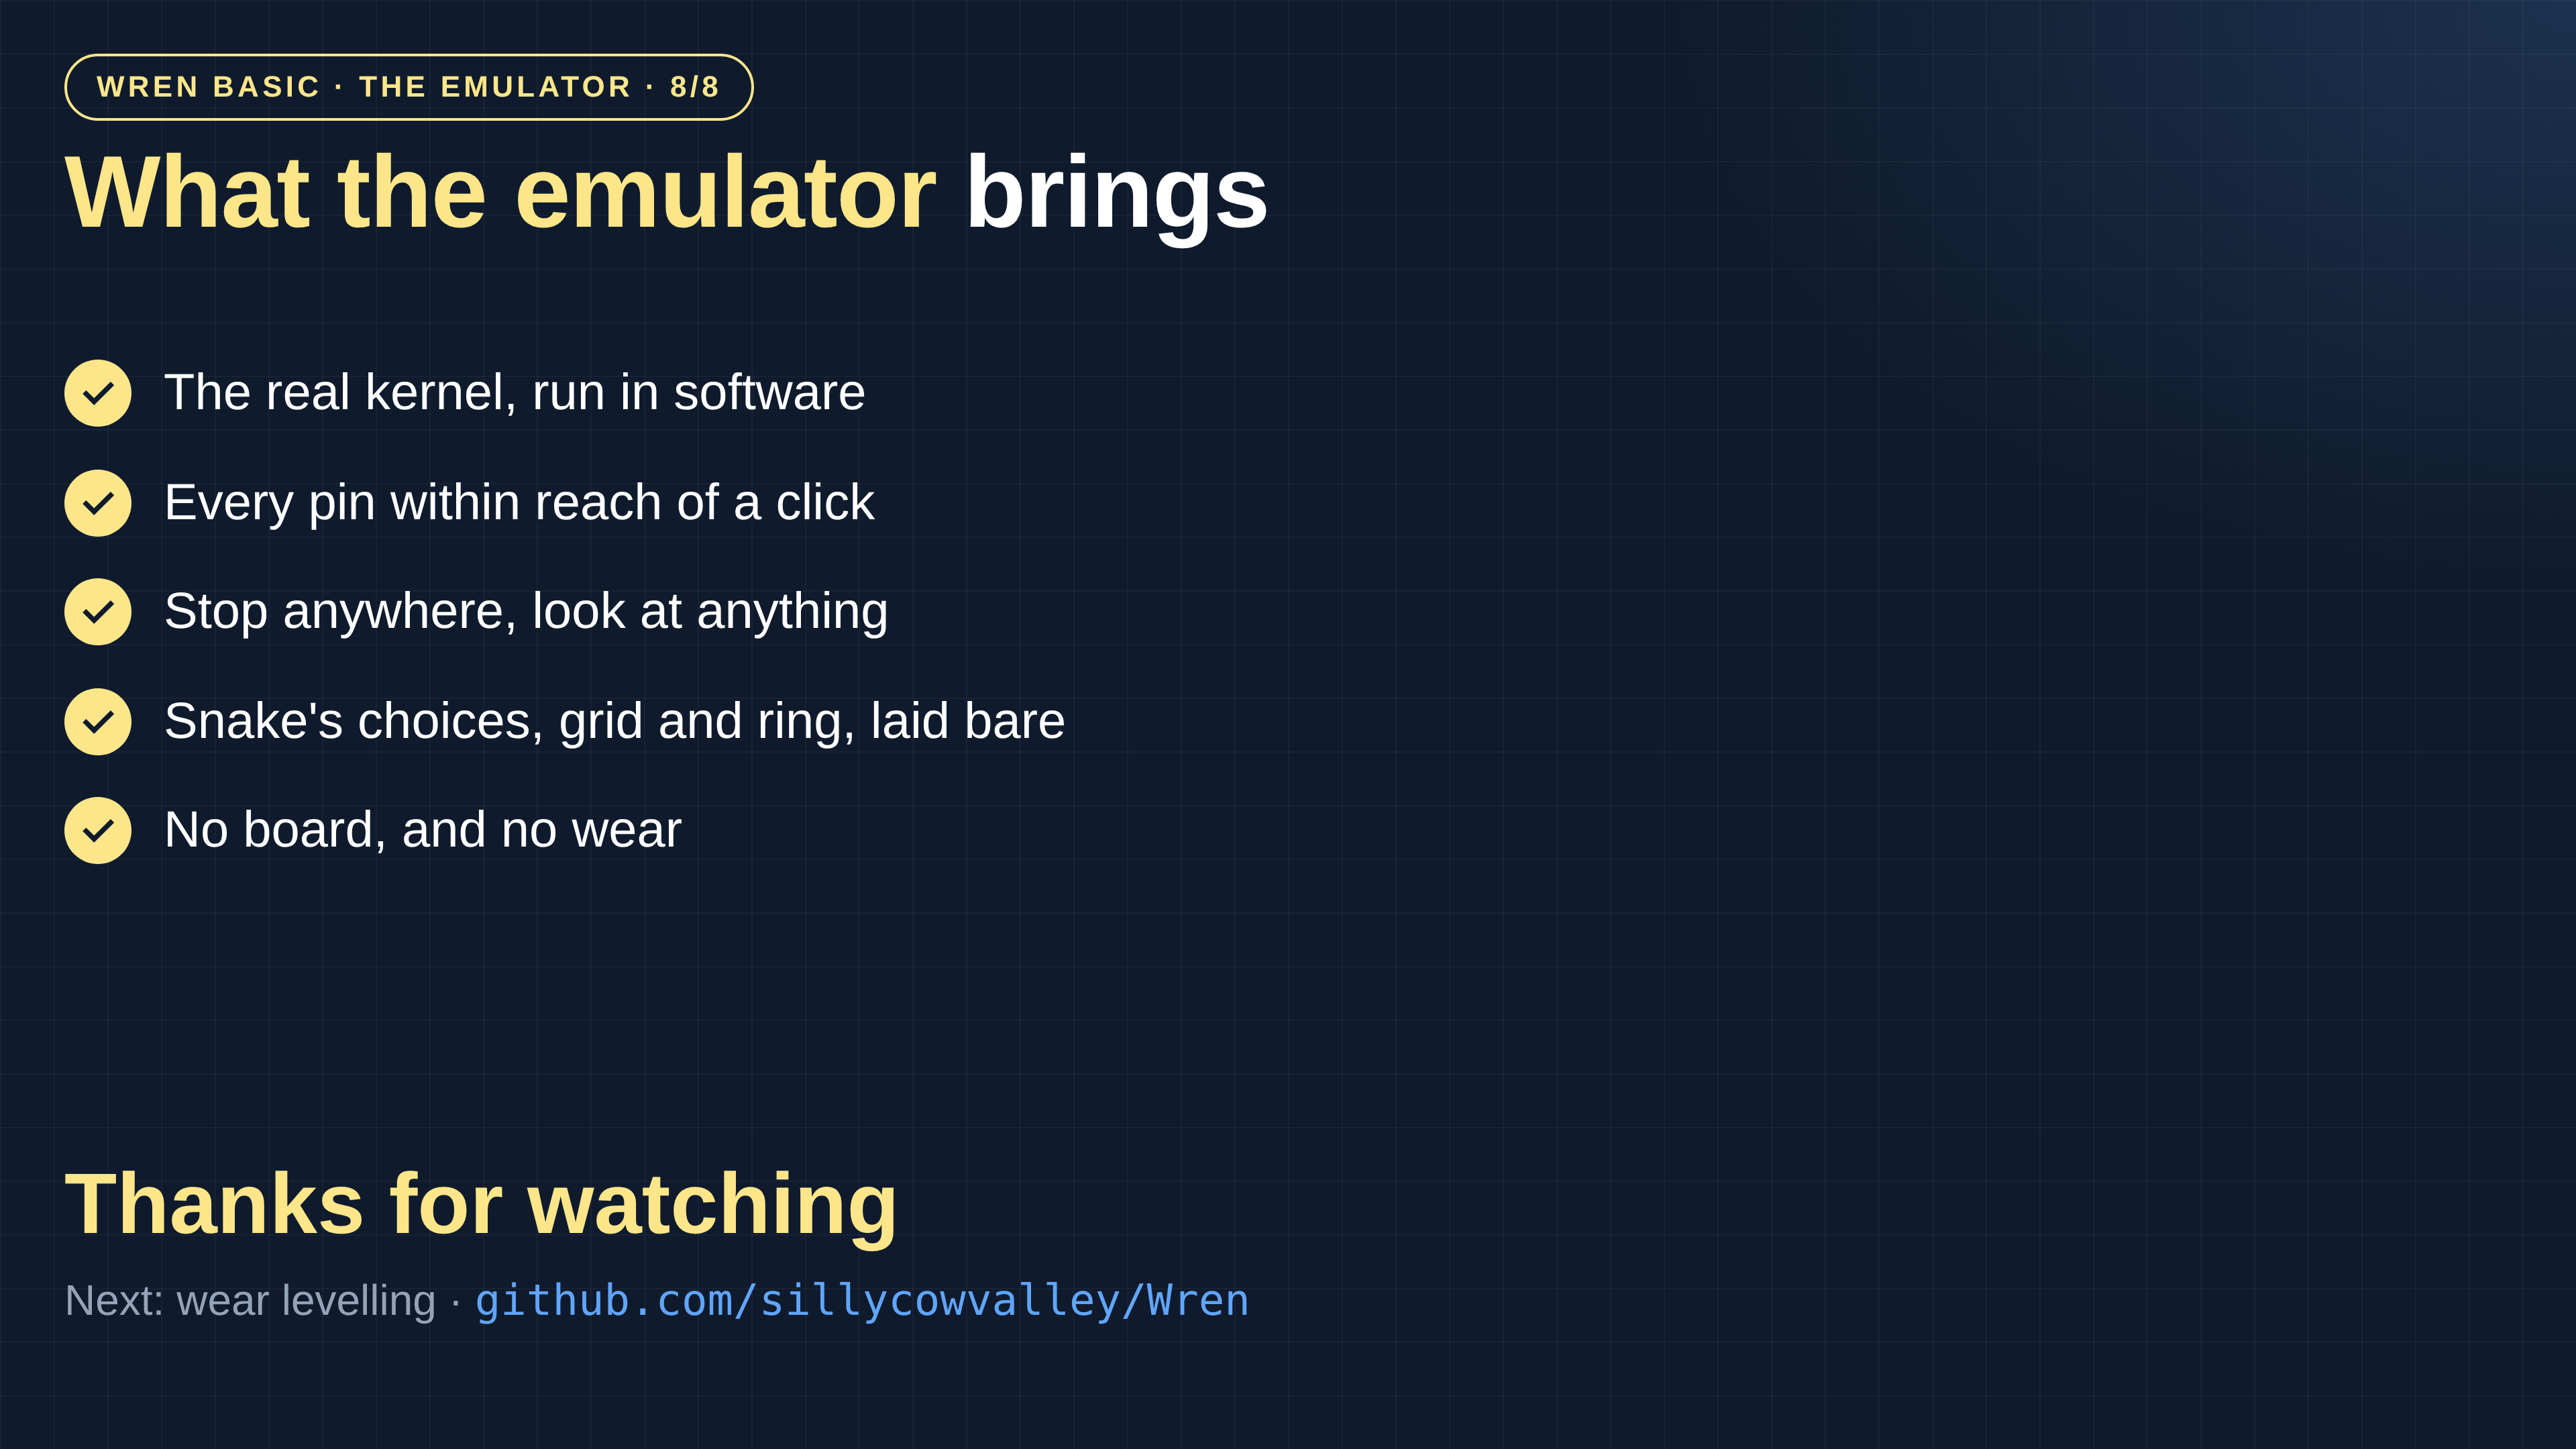 WREN BASIC · THE EMULATOR · 8/8
What the emulator brings
The real kernel, run in software
Every pin within reach of a click
Stop anywhere, look at anything
Snake's choices, grid and ring, laid bare
No board, and no wear
Thanks for watching
Next: wear levelling · github.com/sillycowvalley/Wren